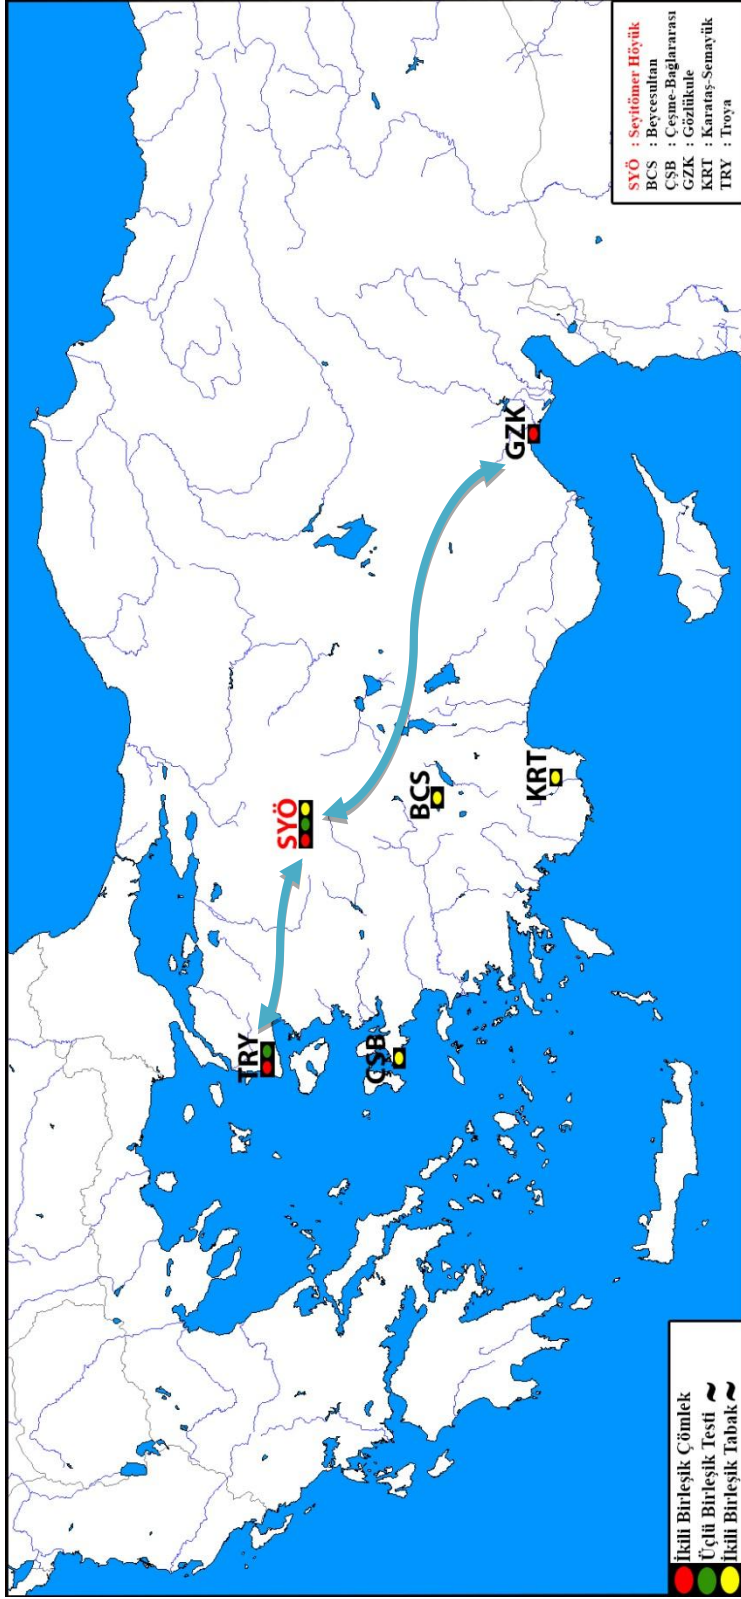 SYÖ : Seyitömer Höyük
BCS : Beycesultan
ÇŞB : Çeşme-Bağlararası
GZK : Gözlükule
KRT : Karataş-Semayük
TRY : Troya
GZK
SYÖ
BCS
KRT
TRY
ÇŞB
İkili Birleşik Çömlek
Üçlü Birleşik Testi ~
İkili Birleşik Tabak ~